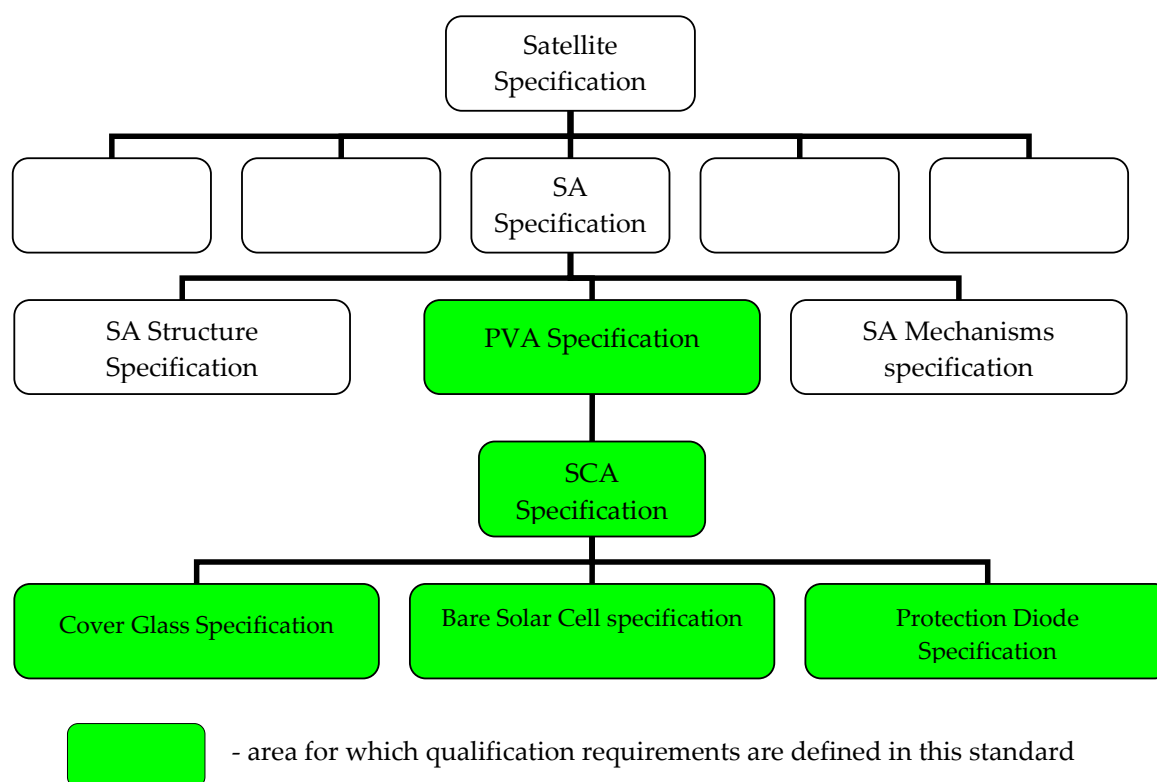 Satellite
Specification
SA
Specification
SA Structure
Specification
PVA Specification
SA Mechanisms
specification
SCA
Specification
Cover Glass Specification
Bare Solar Cell specification
Protection Diode
Specification
- area for which qualification requirements are defined in this standard